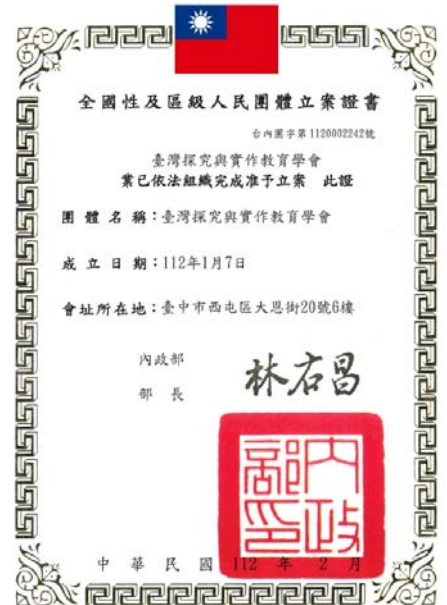 全國性及區級人民團體立案證書
台內團字第1120002242號
臺灣探究與實作教育學會
業已依法組織完成准予立案 此證
團體名稱：臺灣探究與實作教育學會
成立日期：112年1月7日
會址所在地：臺中市西屯區大恩街20號6樓
內政部
部長 林右昌
內政部印
中華民國112年2月